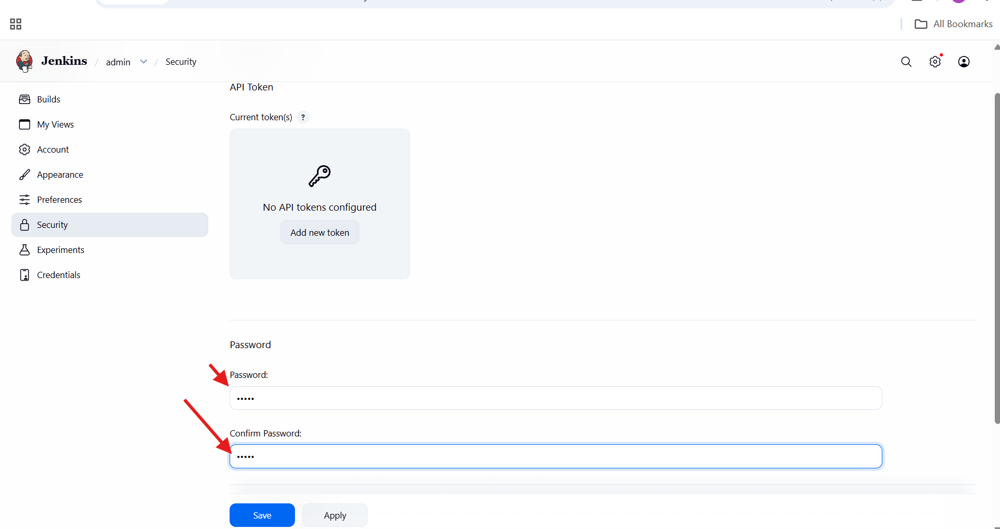 All Bookmarks
Jenkins / admin / Security
API Token
Builds
Current token(s) ?
My Views
Account
Appearance
Preferences
Security
Experiments
Credentials
No API tokens configured
Add new token
Password
Password:
•••••
Confirm Password:
•••••
Save
Apply